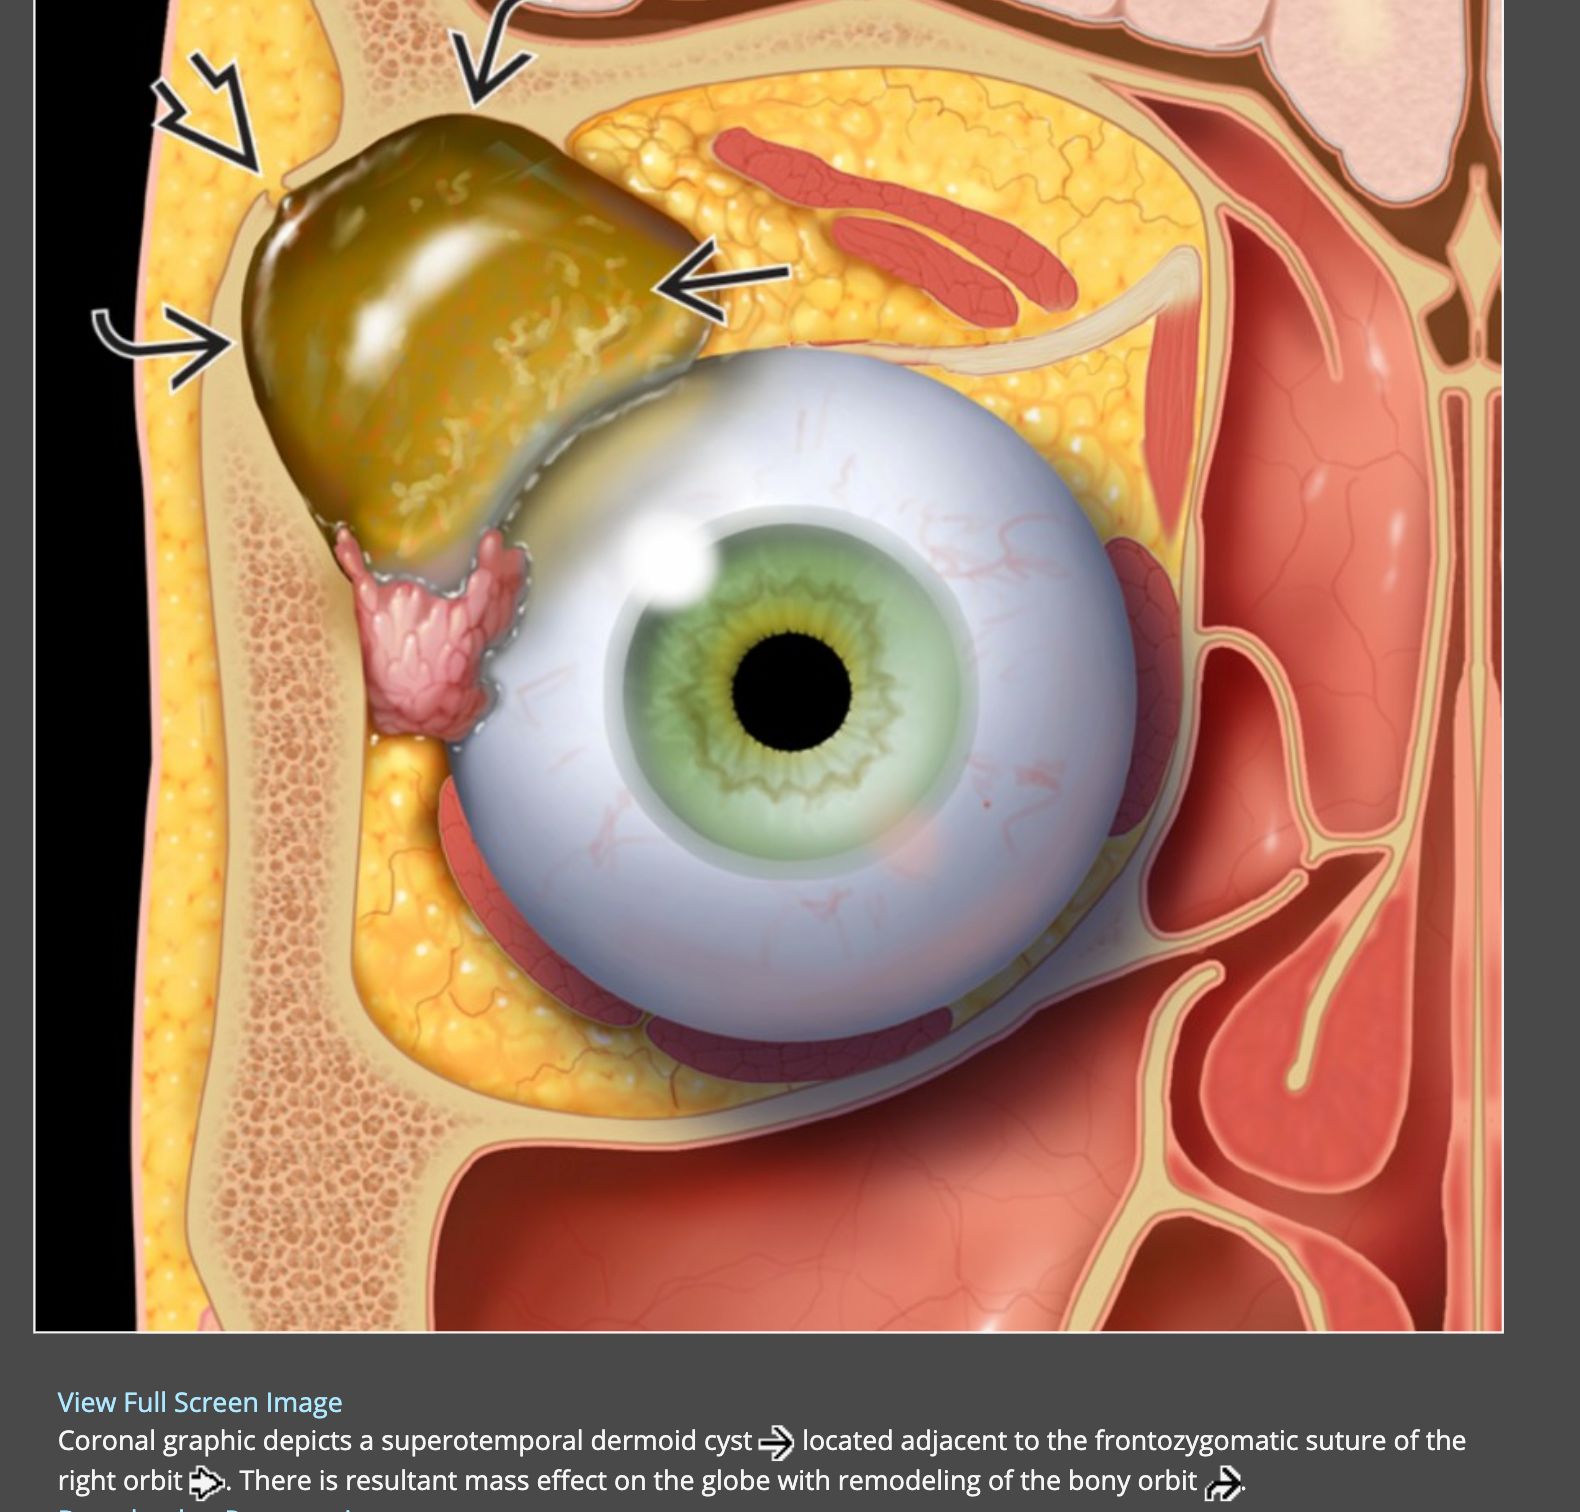 View Full Screen Image
Coronal graphic depicts a superotemporal dermoid cyst located adjacent to the frontozygomatic suture of the
right orbit . There is resultant mass effect on the globe with remodeling of the bony orbit .